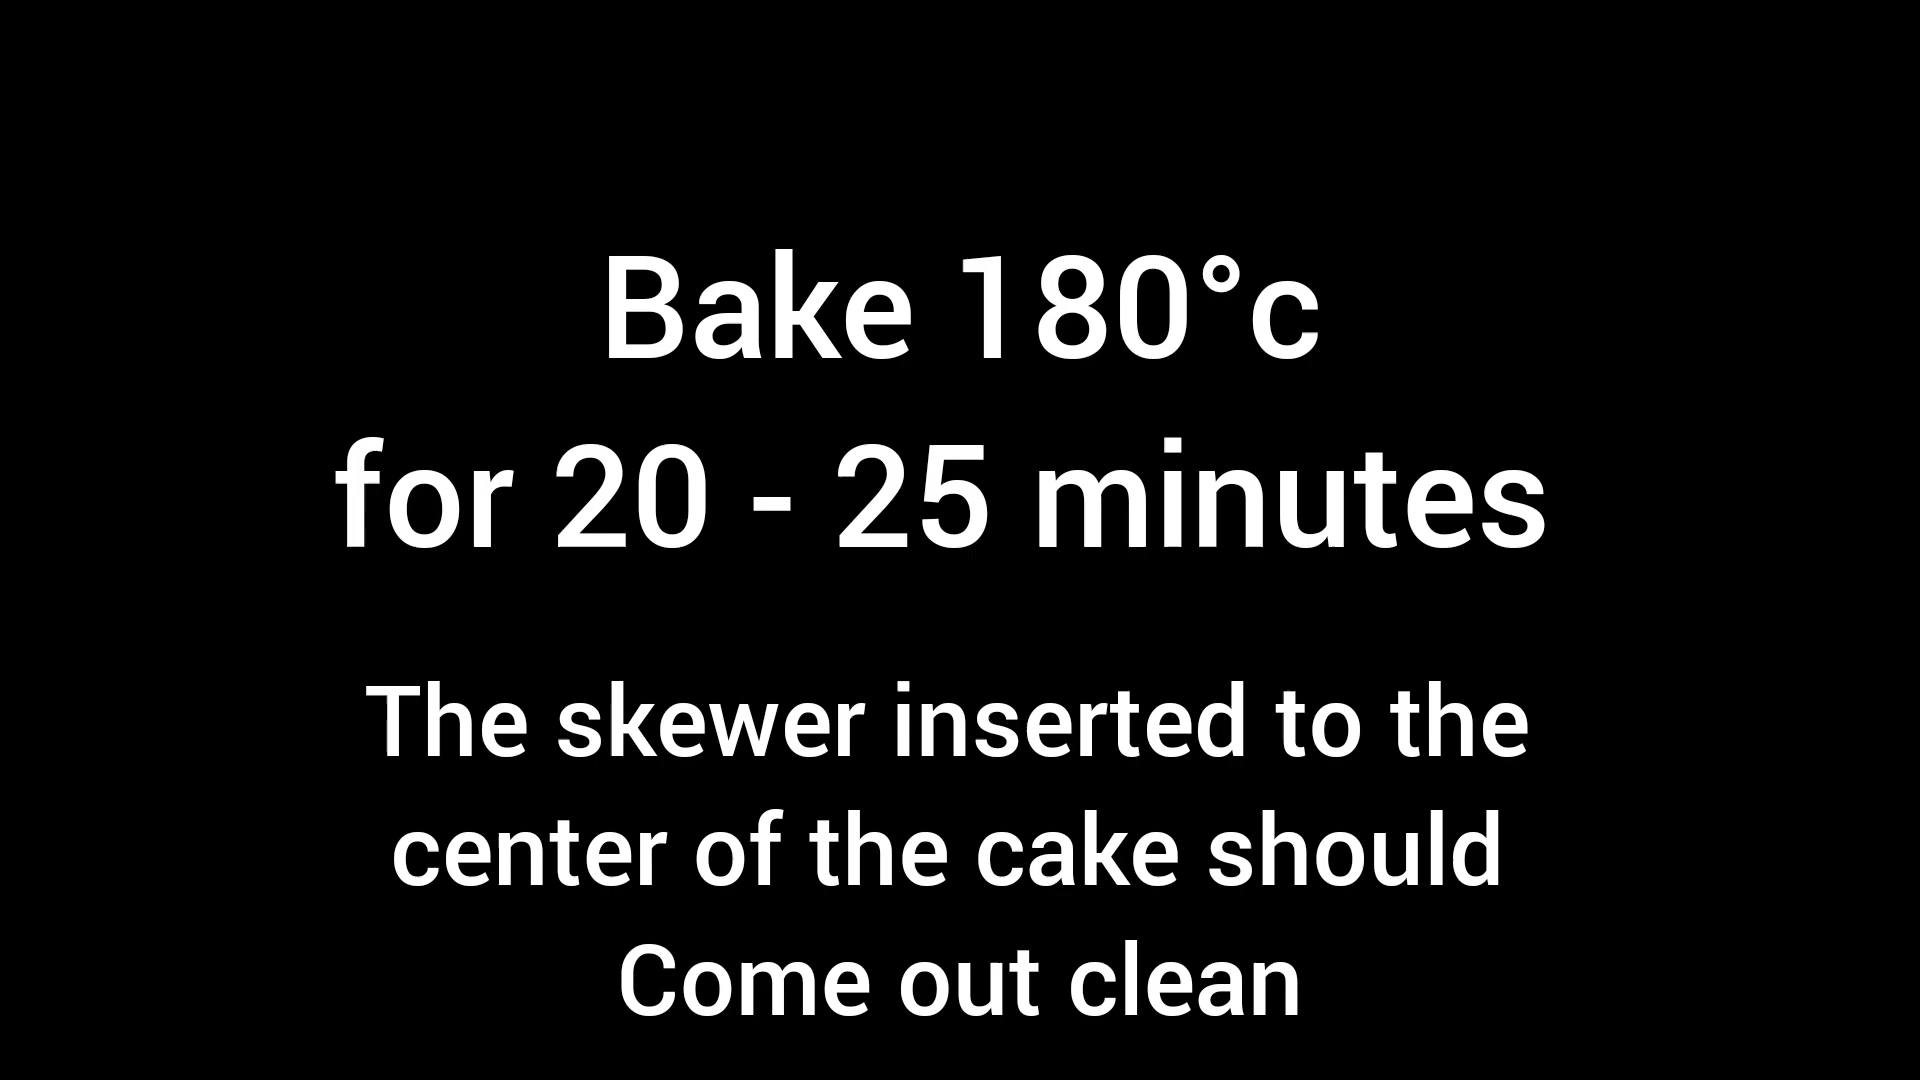 Bake 180°c
for 20 - 25 minutes
The skewer inserted to the
center of the cake should
Come out clean